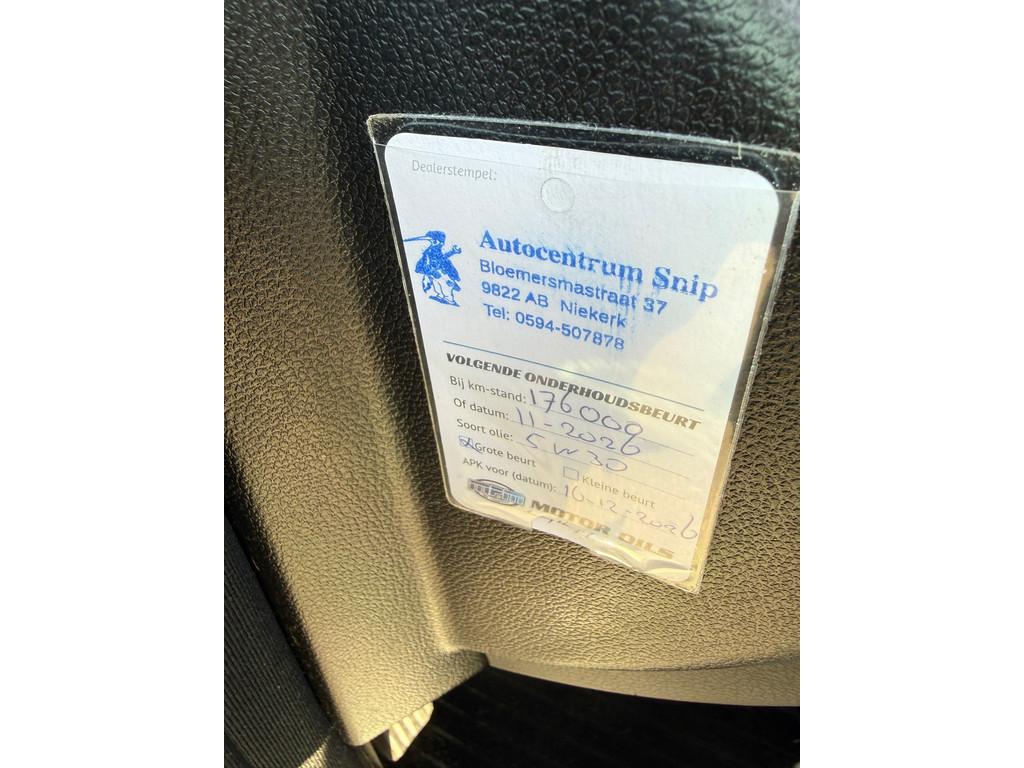 Dealerstempel:
Autocentrum Snip
Bloemersmastraat 37
9822 AB Niekerk
Tel: 0594-507878
VOLGENDE ONDERHOUDSBEURT
Bij km-stand: 176000
Of datum: 11-2026
Soort olie: 5W30
Grote beurt Kleine beurt
APK voor (datum): 16-12-2026
MOTOR OILS